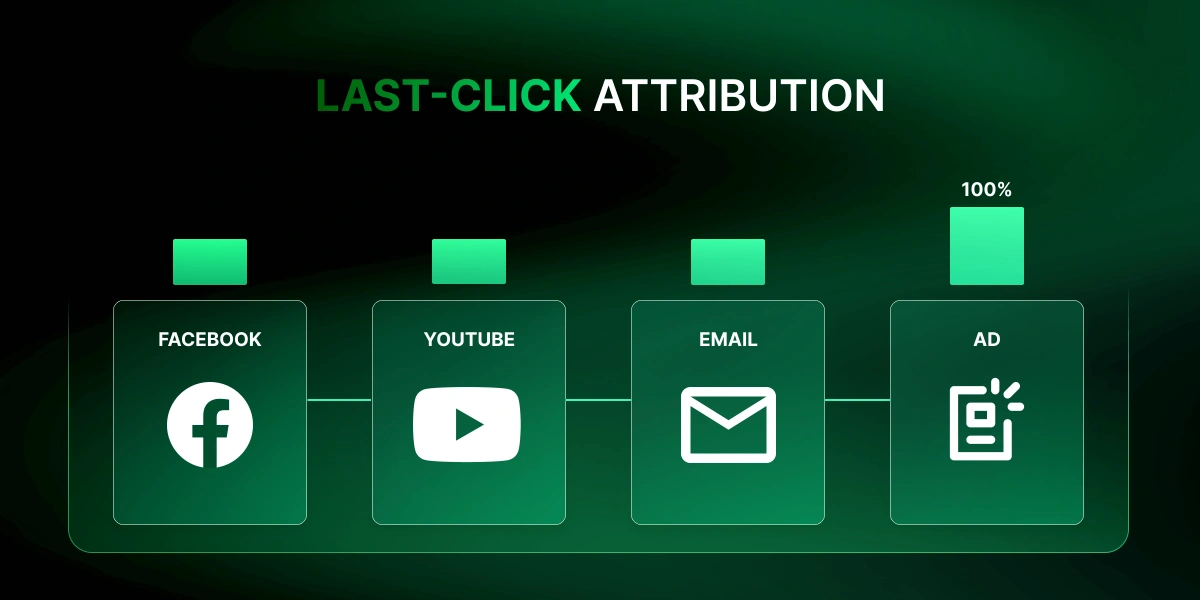 LAST-CLICK ATTRIBUTION
100%
FACEBOOK
YOUTUBE
EMAIL
AD